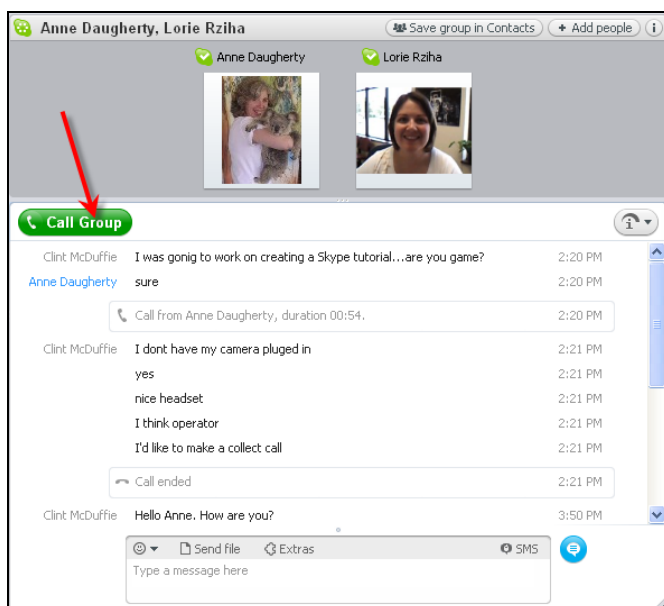 Anne Daugherty, Lorie Rziha Save group in Contacts + Add people i
Anne Daugherty Lorie Rziha
Call Group
Clint McDuffie I was gonig to work on creating a Skype tutorial...are you game? 2:20 PM
Anne Daugherty sure 2:20 PM
Call from Anne Daugherty, duration 00:54. 2:20 PM
Clint McDuffie I dont have my camera pluged in 2:21 PM
yes 2:21 PM
nice headset 2:21 PM
I think operator 2:21 PM
I'd like to make a collect call 2:21 PM
Call ended 2:21 PM
Clint McDuffie Hello Anne. How are you? 3:50 PM
Send file Extras SMS
Type a message here